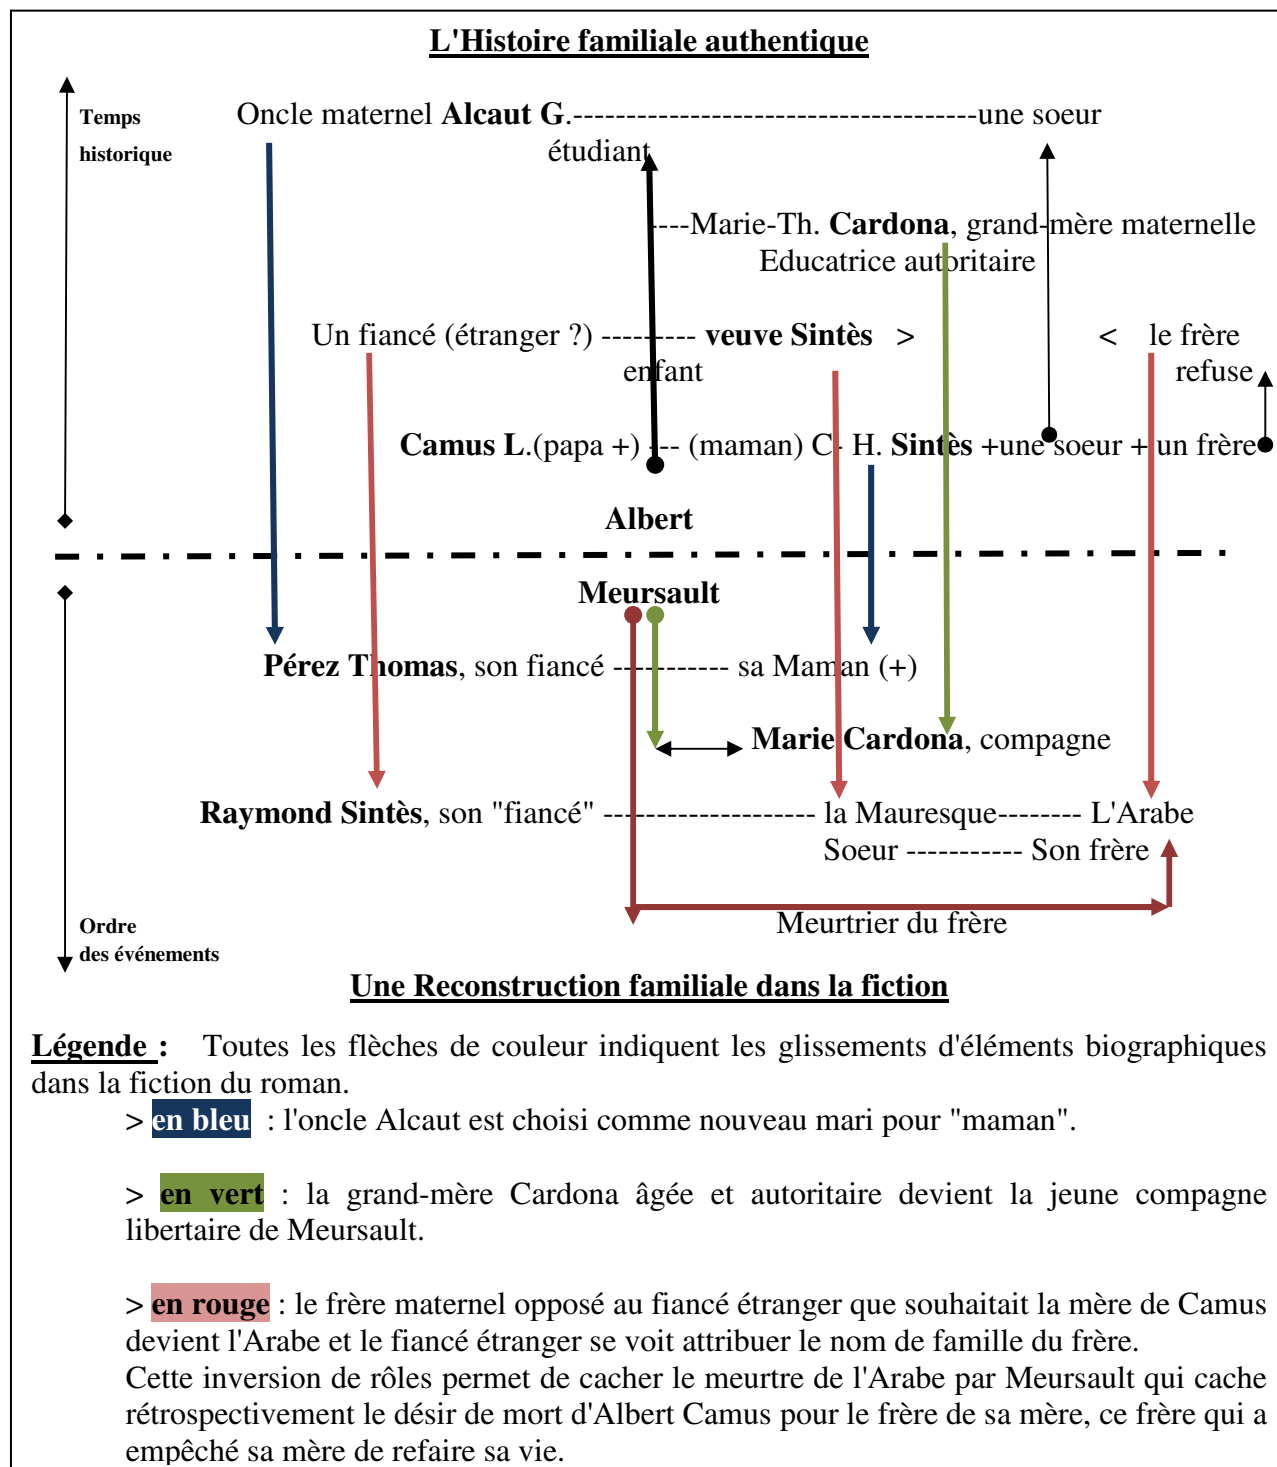 L'Histoire familiale authentique
Temps
historique
Oncle maternel Alcaut G.-------------------------------------une soeur
étudiant
----Marie-Th. Cardona, grand-mère maternelle
Educatrice autoritaire
Un fiancé (étranger ?) --------- veuve Sintès > < le frère
enfant refuse
Camus L.(papa +) --- (maman) C- H. Sintès +une soeur + un frère
Albert
Meursault
Pérez Thomas, son fiancé ----------- sa Maman (+)
Marie Cardona, compagne
Raymond Sintès, son "fiancé" -------------------- la Mauresque-------- L'Arabe
Soeur ----------- Son frère
Meurtrier du frère
Ordre
des événements
Une Reconstruction familiale dans la fiction
Légende : Toutes les flèches de couleur indiquent les glissements d'éléments biographiques
dans la fiction du roman.
> en bleu : l'oncle Alcaut est choisi comme nouveau mari pour "maman".
> en vert : la grand-mère Cardona âgée et autoritaire devient la jeune compagne
libertaire de Meursault.
> en rouge : le frère maternel opposé au fiancé étranger que souhaitait la mère de Camus
devient l'Arabe et le fiancé étranger se voit attribuer le nom de famille du frère.
Cette inversion de rôles permet de cacher le meurtre de l'Arabe par Meursault qui cache
rétrospectivement le désir de mort d'Albert Camus pour le frère de sa mère, ce frère qui a
empêché sa mère de refaire sa vie.